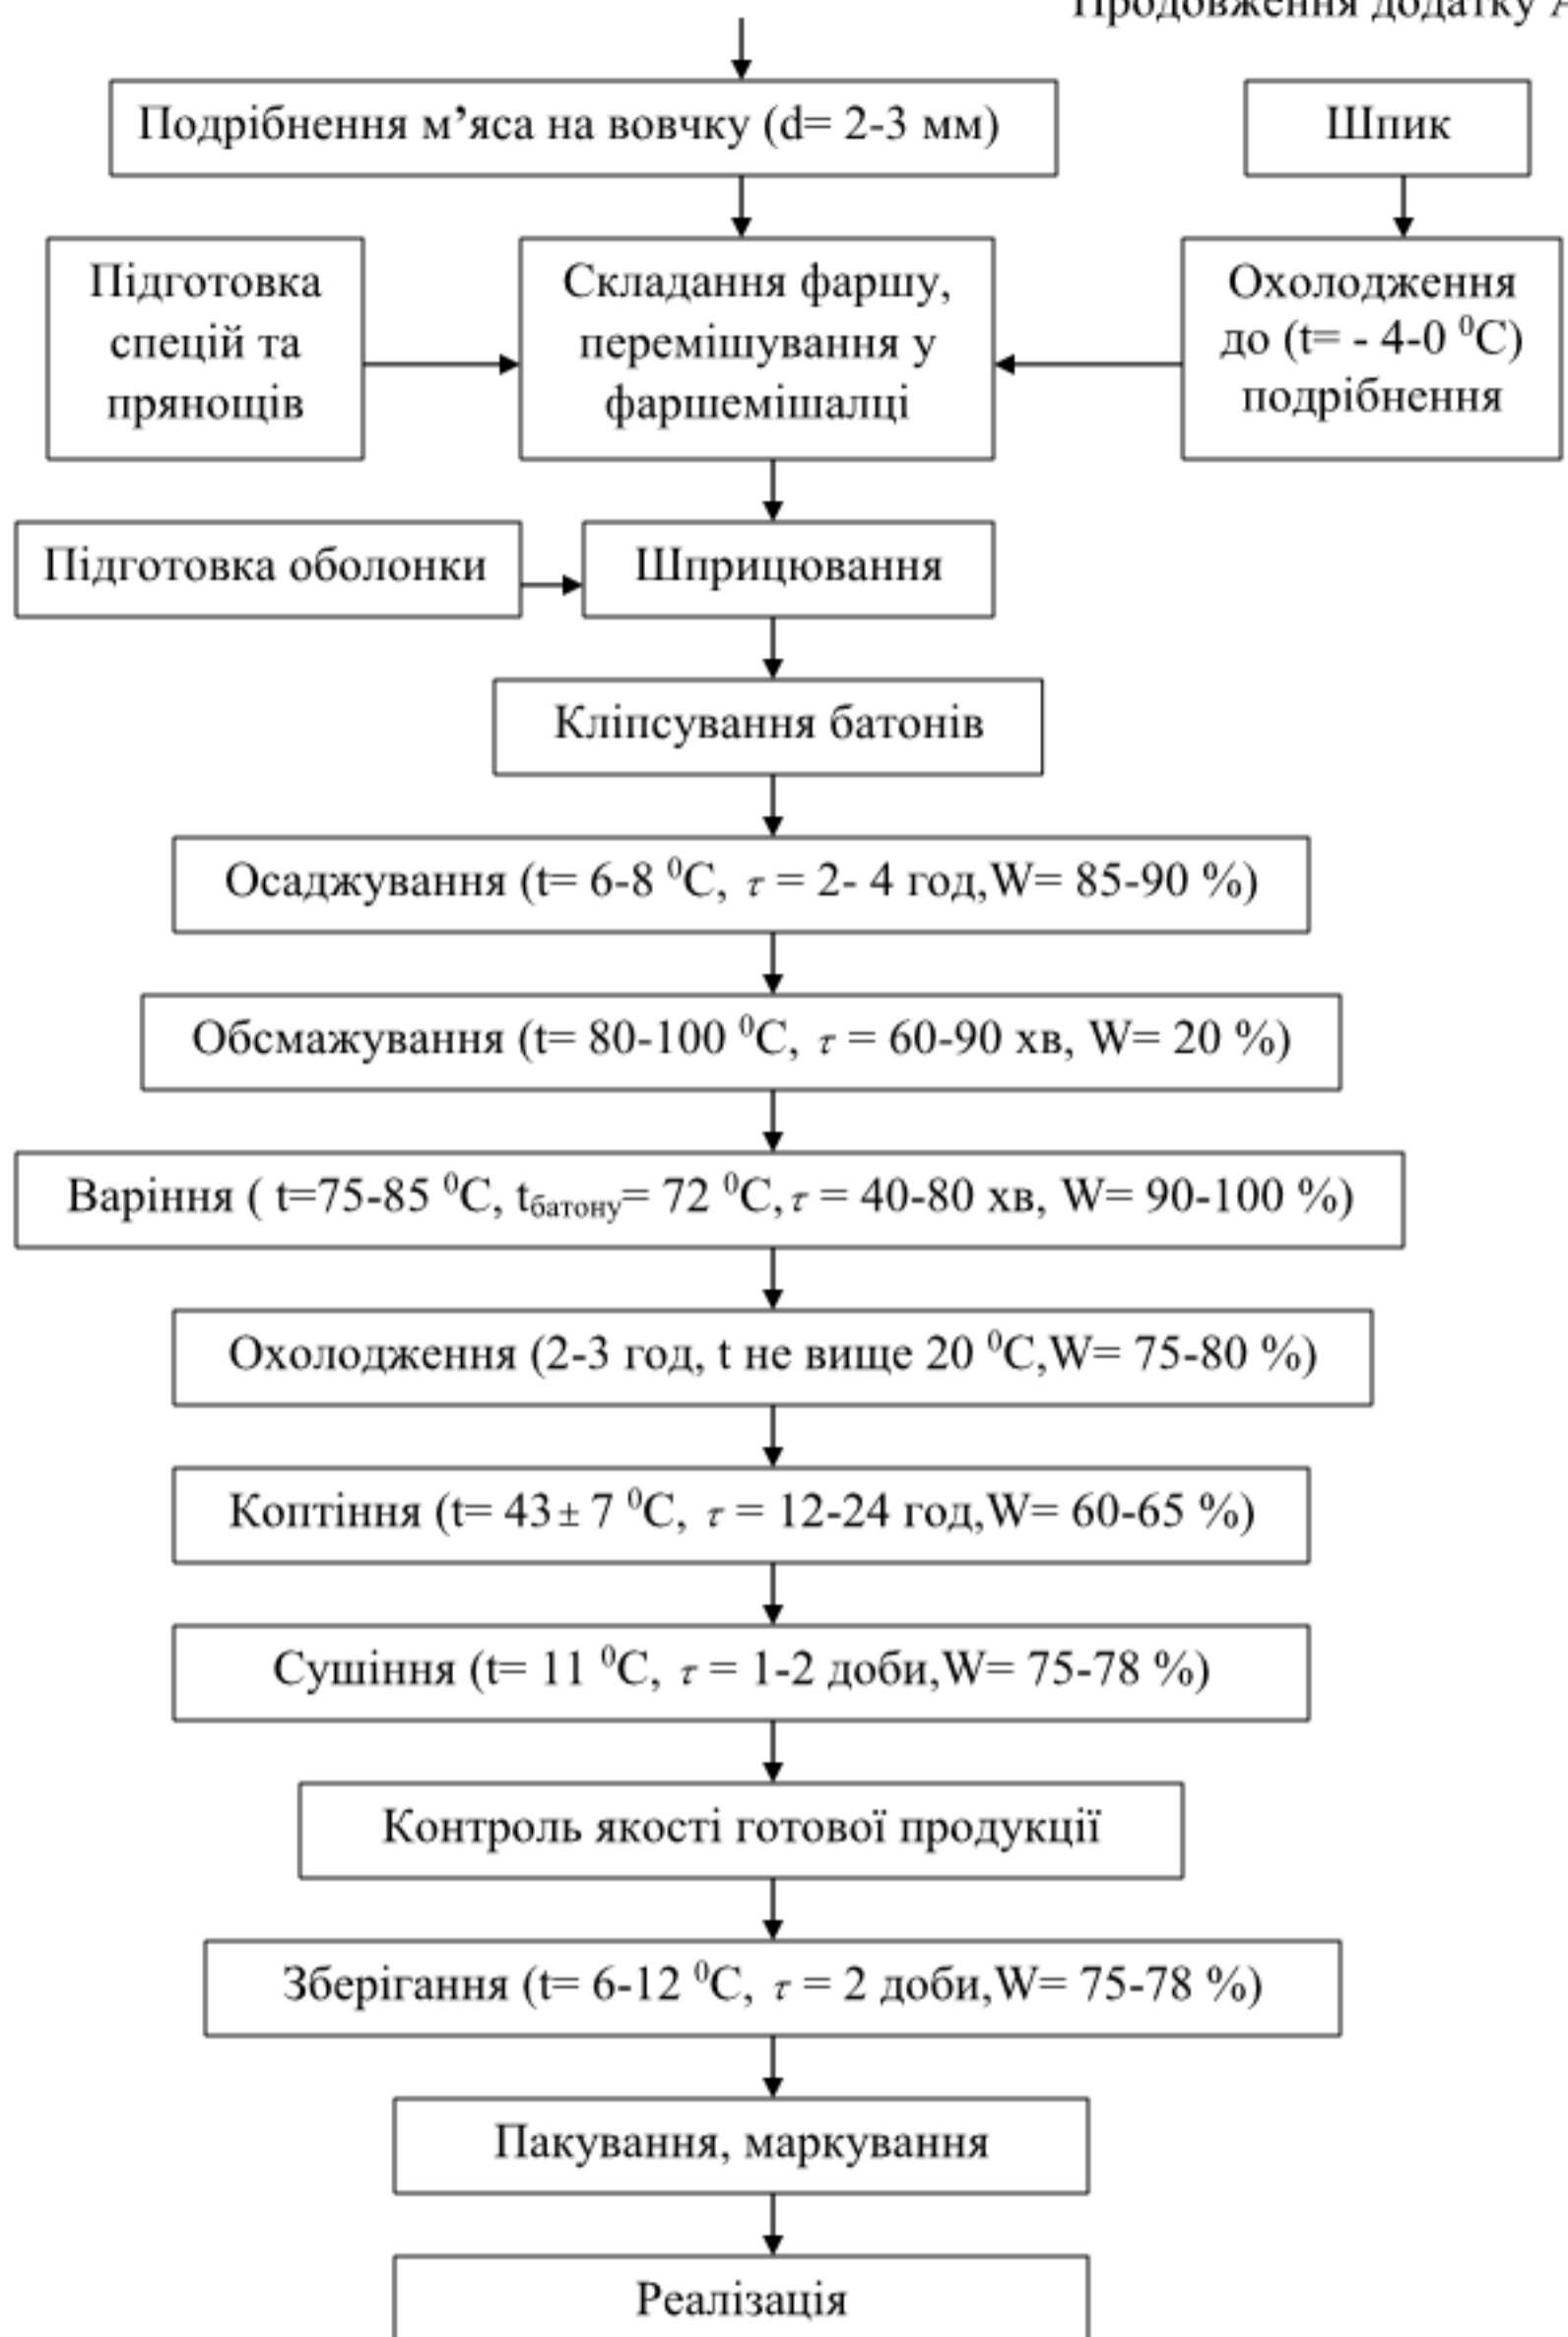 Продовження додатку А
Подрібнення м’яса на вовчку (d= 2-3 мм)
Шпик
Підготовка
спецій та
прянощів
Складання фаршу,
перемішування у
фаршемішалці
Охолодження
до (t= - 4-0 ⁰С)
подрібнення
Підготовка оболонки
Шприцювання
Кліпсування батонів
Осаджування (t= 6-8 ⁰С, τ = 2- 4 год,W= 85-90 %)
Обсмажування (t= 80-100 ⁰С, τ = 60-90 хв, W= 20 %)
Варіння ( t=75-85 ⁰С, tбатону= 72 ⁰С, τ = 40-80 хв, W= 90-100 %)
Охолодження (2-3 год, t не вище 20 ⁰С,W= 75-80 %)
Коптіння (t= 43 ± 7 ⁰С, τ = 12-24 год,W= 60-65 %)
Сушіння (t= 11 ⁰С, τ = 1-2 доби,W= 75-78 %)
Контроль якості готової продукції
Зберігання (t= 6-12 ⁰С, τ = 2 доби,W= 75-78 %)
Пакування, маркування
Реалізація